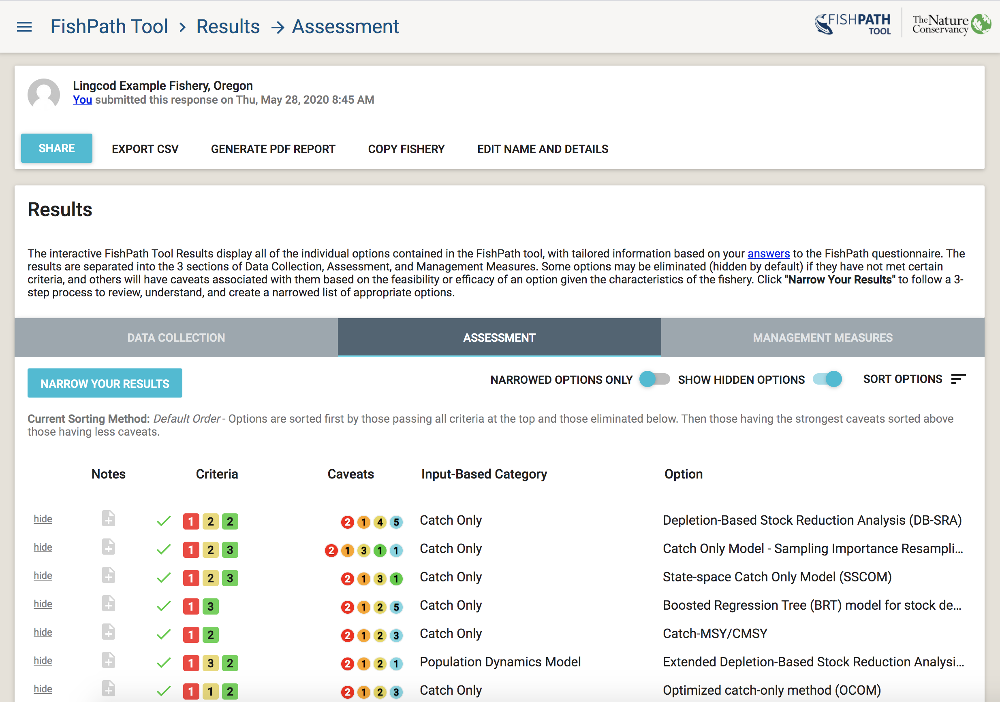 FishPath Tool › Results → Assessment
FISHPATH TOOL
The Nature Conservancy
Lingcod Example Fishery, Oregon
You submitted this response on Thu, May 28, 2020 8:45 AM
SHARE EXPORT CSV GENERATE PDF REPORT COPY FISHERY EDIT NAME AND DETAILS
Results
The interactive FishPath Tool Results display all of the individual options contained in the FishPath tool, with tailored information based on your answers to the FishPath questionnaire. The
results are separated into the 3 sections of Data Collection, Assessment, and Management Measures. Some options may be eliminated (hidden by default) if they have not met certain
criteria, and others will have caveats associated with them based on the feasibility or efficacy of an option given the characteristics of the fishery. Click "Narrow Your Results" to follow a 3-
step process to review, understand, and create a narrowed list of appropriate options.
DATA COLLECTION ASSESSMENT MANAGEMENT MEASURES
NARROW YOUR RESULTS NARROWED OPTIONS ONLY SHOW HIDDEN OPTIONS SORT OPTIONS
Current Sorting Method: Default Order - Options are sorted first by those passing all criteria at the top and those eliminated below. Then those having the strongest caveats sorted above
those having less caveats.
Notes Criteria Caveats Input-Based Category Option
hide 1 2 2 2 1 4 5 Catch Only Depletion-Based Stock Reduction Analysis (DB-SRA)
hide 1 2 3 2 1 3 1 1 Catch Only Catch Only Model - Sampling Importance Resampli...
hide 1 2 3 2 1 3 1 Catch Only State-space Catch Only Model (SSCOM)
hide 1 3 2 1 2 5 Catch Only Boosted Regression Tree (BRT) model for stock de...
hide 1 2 2 1 2 3 Catch Only Catch-MSY/CMSY
hide 1 3 2 2 1 2 1 Population Dynamics Model Extended Depletion-Based Stock Reduction Analysi...
hide 1 1 2 2 1 2 3 Catch Only Optimized catch-only method (OCOM)